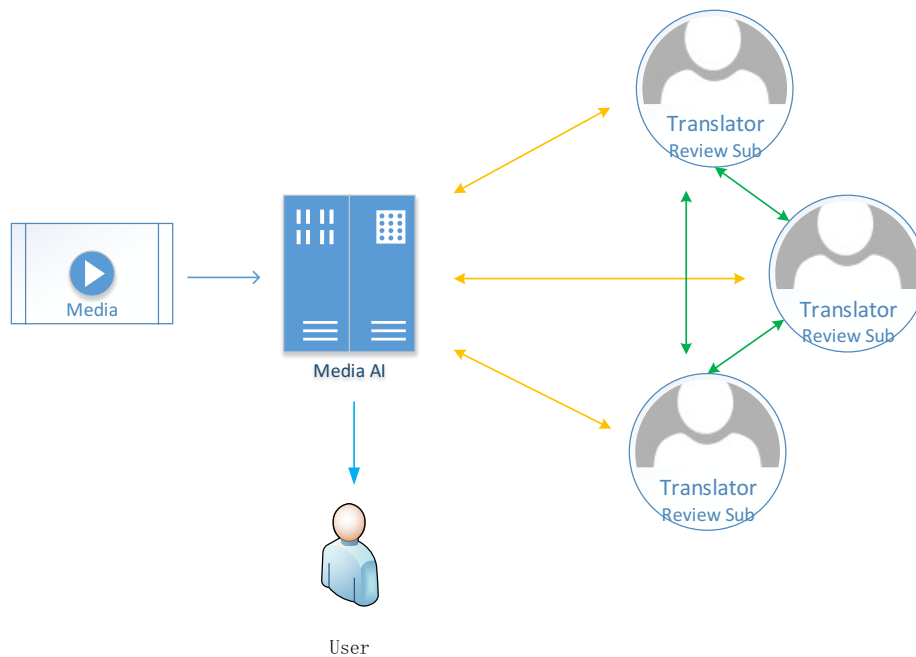 Translator
Review Sub
Media
Translator
Review Sub
Media AI
Translator
Review Sub
User